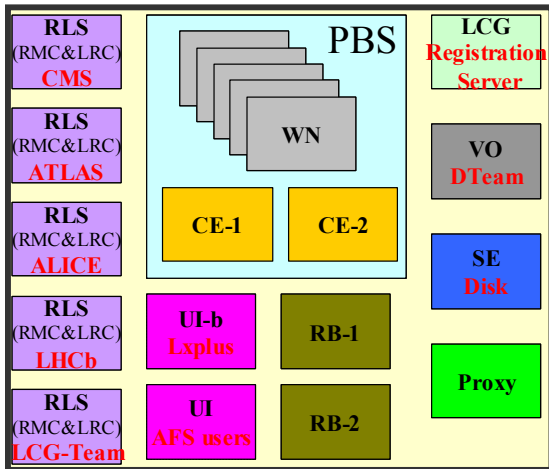 RLS
(RMC&LRC)
CMS
RLS
(RMC&LRC)
ATLAS
RLS
(RMC&LRC)
ALICE
RLS
(RMC&LRC)
LHCb
RLS
(RMC&LRC)
LCG-Team
PBS
WN
CE-1
CE-2
UI-b
Lxplus
RB-1
UI
AFS users
RB-2
LCG
Registration
Server
VO
DTeam
SE
Disk
Proxy